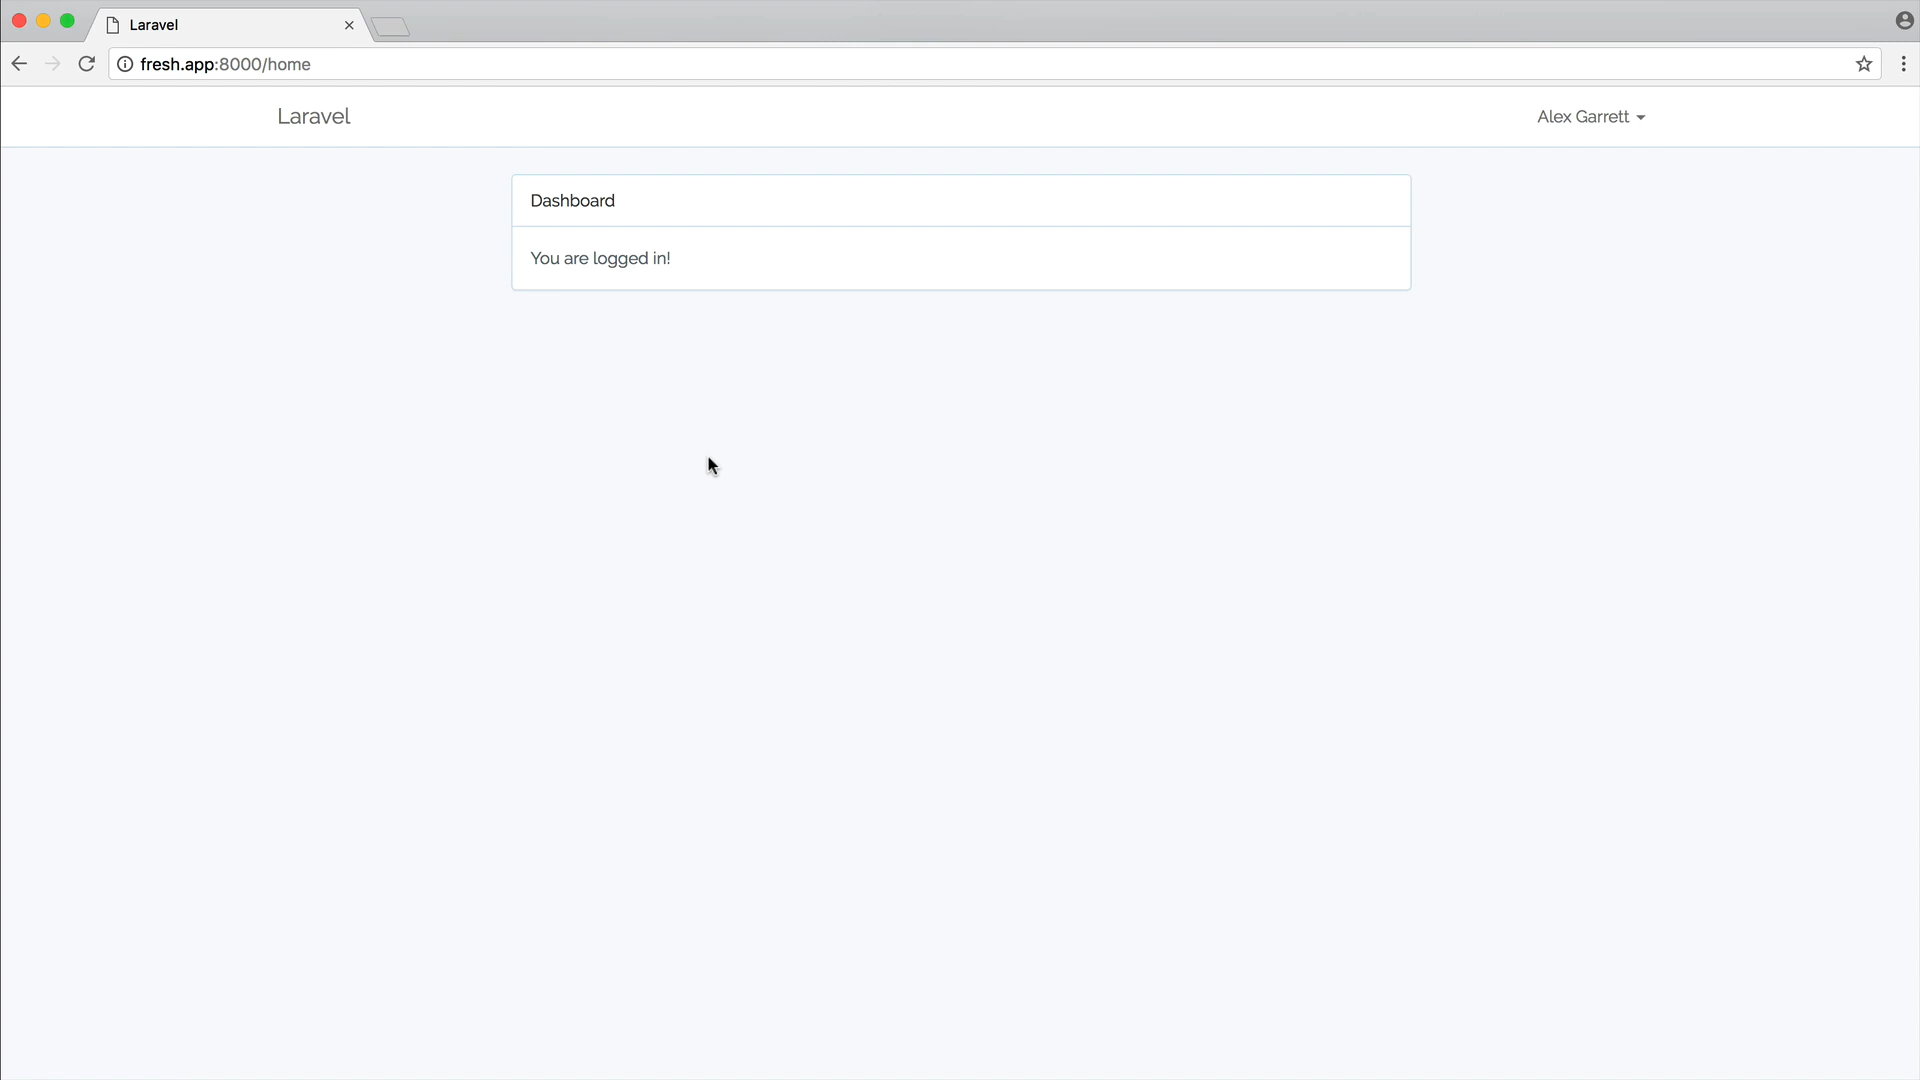 Laravel
fresh.app:8000/home
Laravel
Alex Garrett
Dashboard
You are logged in!